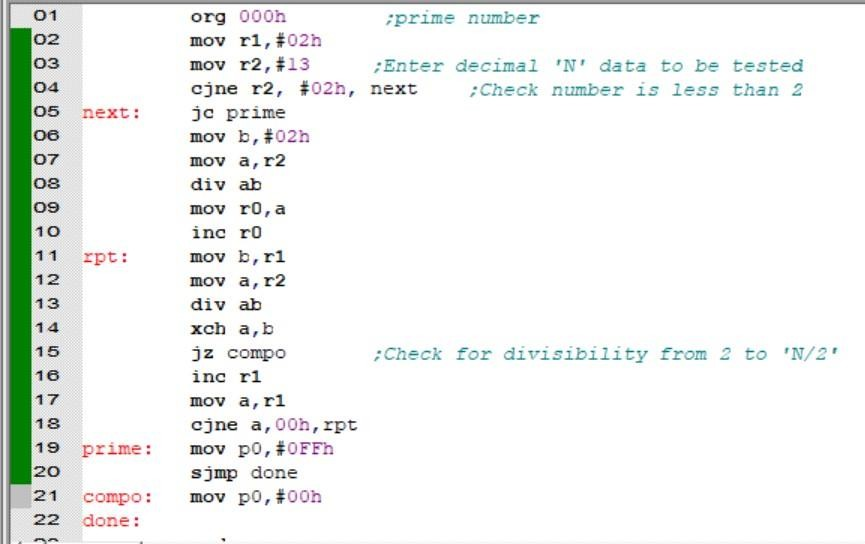 01 org 000h ;prime number
02 mov r1,#02h
03 mov r2,#13 ;Enter decimal 'N' data to be tested
04 cjne r2, #02h, next ;Check number is less than 2
05 next: jc prime
06 mov b,#02h
07 mov a,r2
08 div ab
09 mov r0,a
10 inc r0
11 rpt: mov b,r1
12 mov a,r2
13 div ab
14 xch a,b
15 jz compo ;Check for divisibility from 2 to 'N/2'
16 inc r1
17 mov a,r1
18 cjne a,00h,rpt
19 prime: mov p0,#0FFh
20 sjmp done
21 compo: mov p0,#00h
22 done: